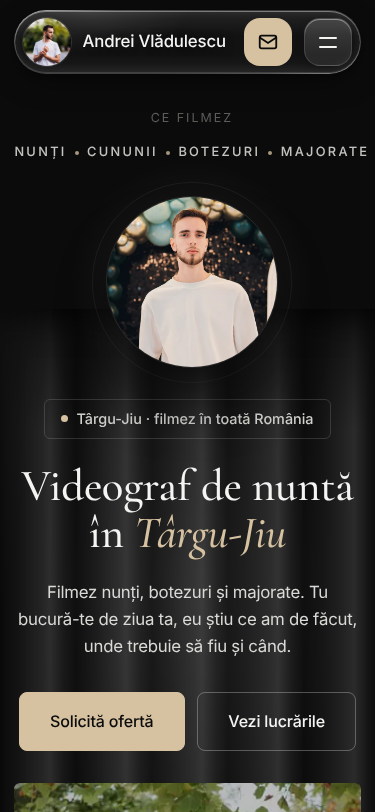 Andrei Vlădulescu
CE FILMEZ
NUNȚI • CUNUNII • BOTEZURI • MAJORATE
Târgu-Jiu · filmez în toată România
Videograf de nuntă
în Târgu-Jiu
Filmez nunți, botezuri și majorate. Tu
bucură-te de ziua ta, eu știu ce am de făcut,
unde trebuie să fiu și când.
Solicită ofertă
Vezi lucrările